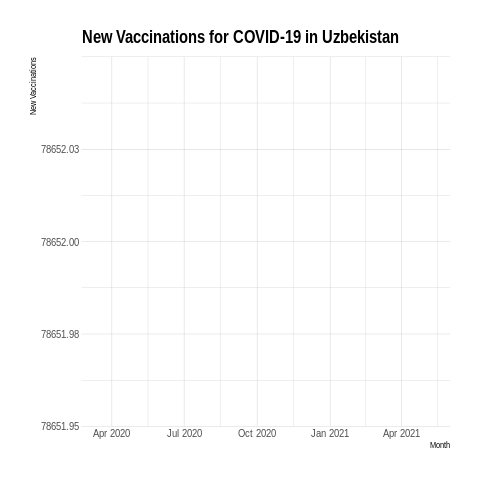 New Vaccinations for COVID-19 in Uzbekistan
New Vaccinations
78652.03
78652.00
78651.98
78651.95
Apr 2020 Jul 2020 Oct 2020 Jan 2021 Apr 2021
Month